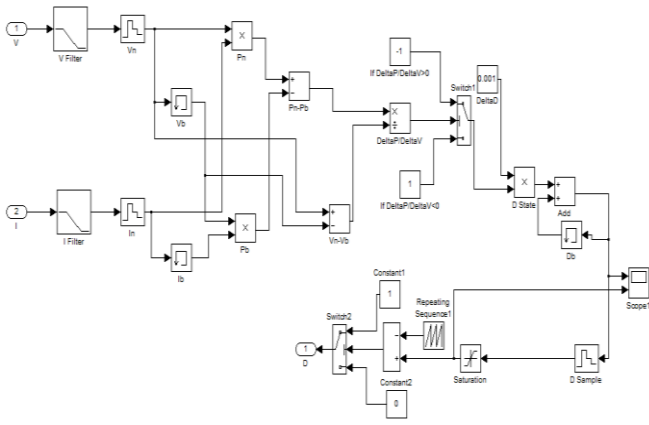 1
V
V Filter
Vn
X
Pn
-1
If DeltaP/DeltaV>0
0.001
DeltaD
Switch1
+
−
Pn-Pb
Vb
X
÷
DeltaP/DeltaV
1
If DeltaP/DeltaV<0
X
D State
+
+
Add
2
I
I Filter
In
Ib
X
Pb
+
−
Vn-Vb
Db
Scope1
Constant1
1
Repeating
Sequence1
Switch2
1
D
−
+
Constant2
0
Saturation
D Sample